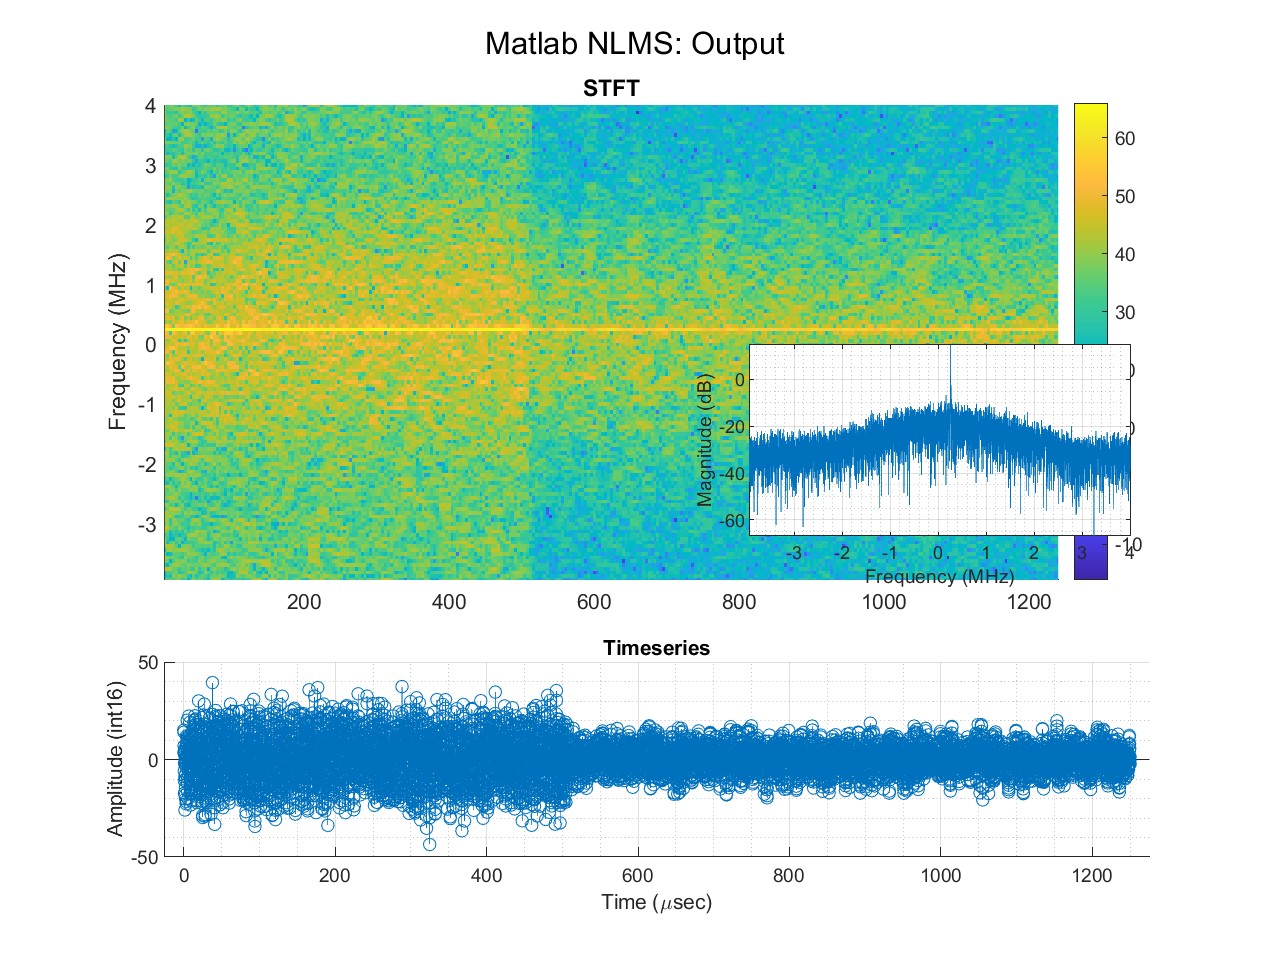 Matlab NLMS: Output
STFT
4
3
2
1
0
-1
-2
-3
Frequency (MHz)
200 400 600 800 1000 1200
60
50
40
30
0
0
-10
0
-20
-40
-60
Magnitude (dB)
-3 -2 -1 0 1 2 3 4
Frequency (MHz)
Timeseries
50
0
-50
Amplitude (int16)
0 200 400 600 800 1000 1200
Time (μsec)